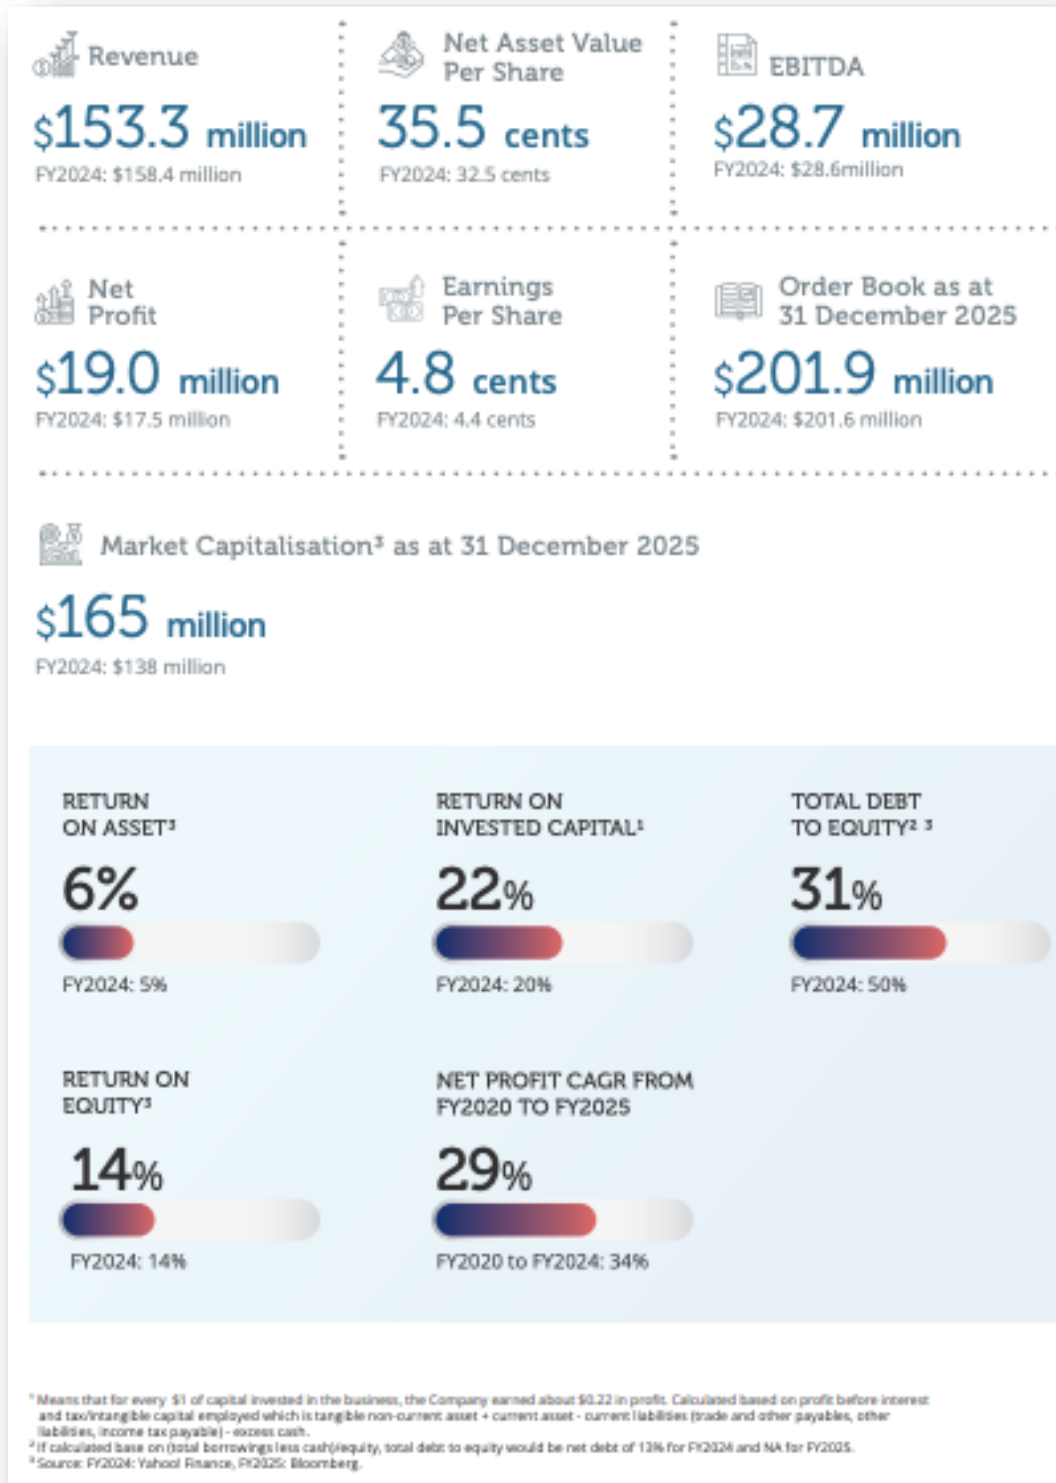 Revenue
$153.3 million
FY2024: $158.4 million
Net Asset Value
Per Share
35.5 cents
FY2024: 32.5 cents
EBITDA
$28.7 million
FY2024: $28.6million
Net
Profit
$19.0 million
FY2024: $17.5 million
Earnings
Per Share
4.8 cents
FY2024: 4.4 cents
Order Book as at
31 December 2025
$201.9 million
FY2024: $201.6 million
Market Capitalisation³ as at 31 December 2025
$165 million
FY2024: $138 million
RETURN
ON ASSET³
6%
FY2024: 5%
RETURN ON
INVESTED CAPITAL¹
22%
FY2024: 20%
TOTAL DEBT
TO EQUITY² ³
31%
FY2024: 50%
RETURN ON
EQUITY³
14%
FY2024: 14%
NET PROFIT CAGR FROM
FY2020 TO FY2025
29%
FY2020 to FY2024: 34%
¹ Means that for every $1 of capital invested in the business, the Company earned about $0.22 in profit. Calculated based on profit before interest
and tax/intangible capital employed which is tangible non-current asset + current asset - current liabilities (trade and other payables, other
liabilities, income tax payable) - excess cash.
² If calculated base on (total borrowings less cash)/equity, total debt to equity would be net debt of 13% for FY2024 and NA for FY2025.
³ Source: FY2024: Yahoo! Finance, FY2025: Bloomberg.